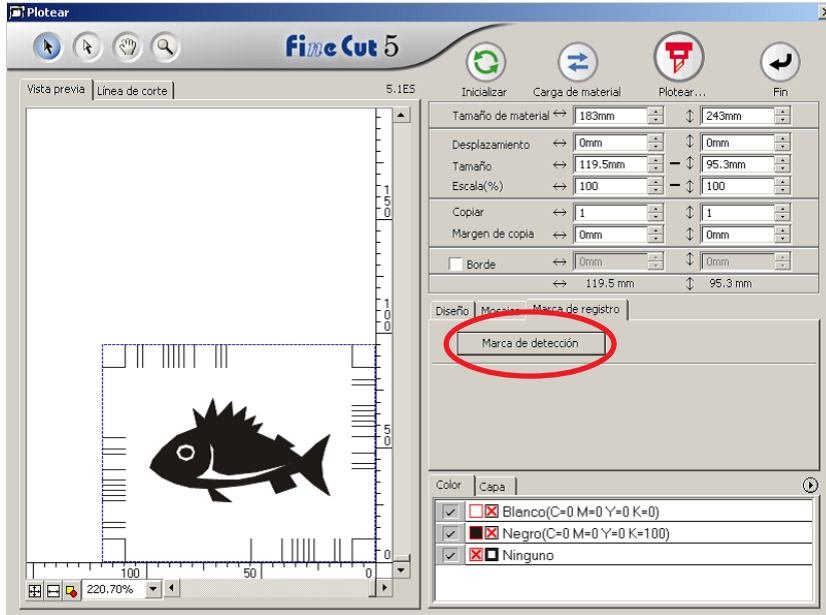 Plotear
Fine Cut 5
Vista previa
Línea de corte
5.1ES
Inicializar
Carga de material
Plotear...
Fin
Tamaño de material 183mm 243mm
Desplazamiento 0mm 0mm
Tamaño 119.5mm 95.3mm
Escala(%) 100 100
Copiar 1 1
Margen de copia 0mm 0mm
Borde 0mm 0mm
119.5 mm 95.3 mm
Diseño
Mosaico
Marca de registro
Marca de detección
150
100
50
0
100 50 0
220.70%
Color
Capa
Blanco(C=0 M=0 Y=0 K=0)
Negro(C=0 M=0 Y=0 K=100)
Ninguno